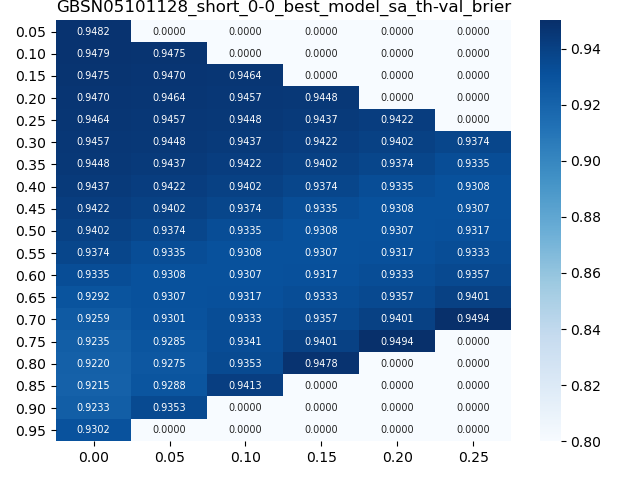 GBSN05101128_short_0-0_best_model_sa_th-val_brier
0.05 0.9482 0.0000 0.0000 0.0000 0.0000 0.0000
0.10 0.9479 0.9475 0.0000 0.0000 0.0000 0.0000
0.15 0.9475 0.9470 0.9464 0.0000 0.0000 0.0000
0.20 0.9470 0.9464 0.9457 0.9448 0.0000 0.0000
0.25 0.9464 0.9457 0.9448 0.9437 0.9422 0.0000
0.30 0.9457 0.9448 0.9437 0.9422 0.9402 0.9374
0.35 0.9448 0.9437 0.9422 0.9402 0.9374 0.9335
0.40 0.9437 0.9422 0.9402 0.9374 0.9335 0.9308
0.45 0.9422 0.9402 0.9374 0.9335 0.9308 0.9307
0.50 0.9402 0.9374 0.9335 0.9308 0.9307 0.9317
0.55 0.9374 0.9335 0.9308 0.9307 0.9317 0.9333
0.60 0.9335 0.9308 0.9307 0.9317 0.9333 0.9357
0.65 0.9292 0.9307 0.9317 0.9333 0.9357 0.9401
0.70 0.9259 0.9301 0.9333 0.9357 0.9401 0.9494
0.75 0.9235 0.9285 0.9341 0.9401 0.9494 0.0000
0.80 0.9220 0.9275 0.9353 0.9478 0.0000 0.0000
0.85 0.9215 0.9288 0.9413 0.0000 0.0000 0.0000
0.90 0.9233 0.9353 0.0000 0.0000 0.0000 0.0000
0.95 0.9302 0.0000 0.0000 0.0000 0.0000 0.0000
0.00 0.05 0.10 0.15 0.20 0.25
0.94
0.92
0.90
0.88
0.86
0.84
0.82
0.80